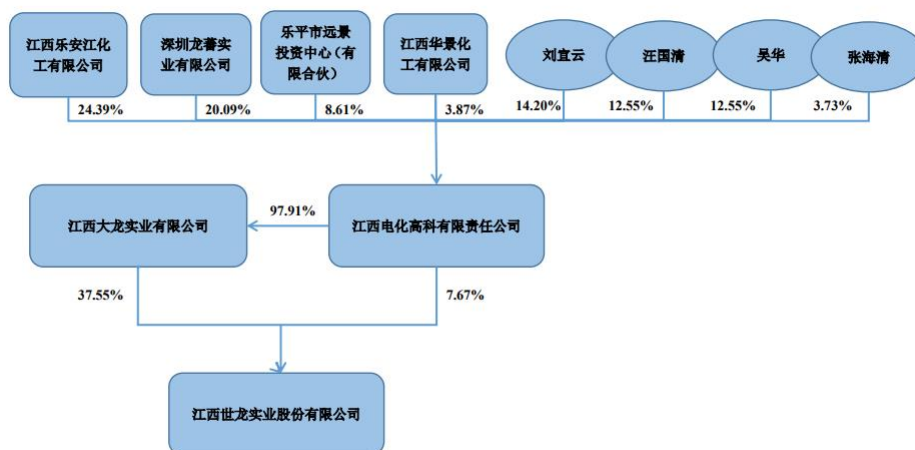 江西乐安江化
工有限公司
深圳龙蕃实
业有限公司
乐平市远景
投资中心（有
限合伙）
江西华景化
工有限公司
刘宜云
汪国清
吴华
张海清
24.39%
20.09%
8.61%
3.87%
14.20%
12.55%
12.55%
3.73%
江西大龙实业有限公司
97.91%
江西电化高科有限责任公司
37.55%
7.67%
江西世龙实业股份有限公司